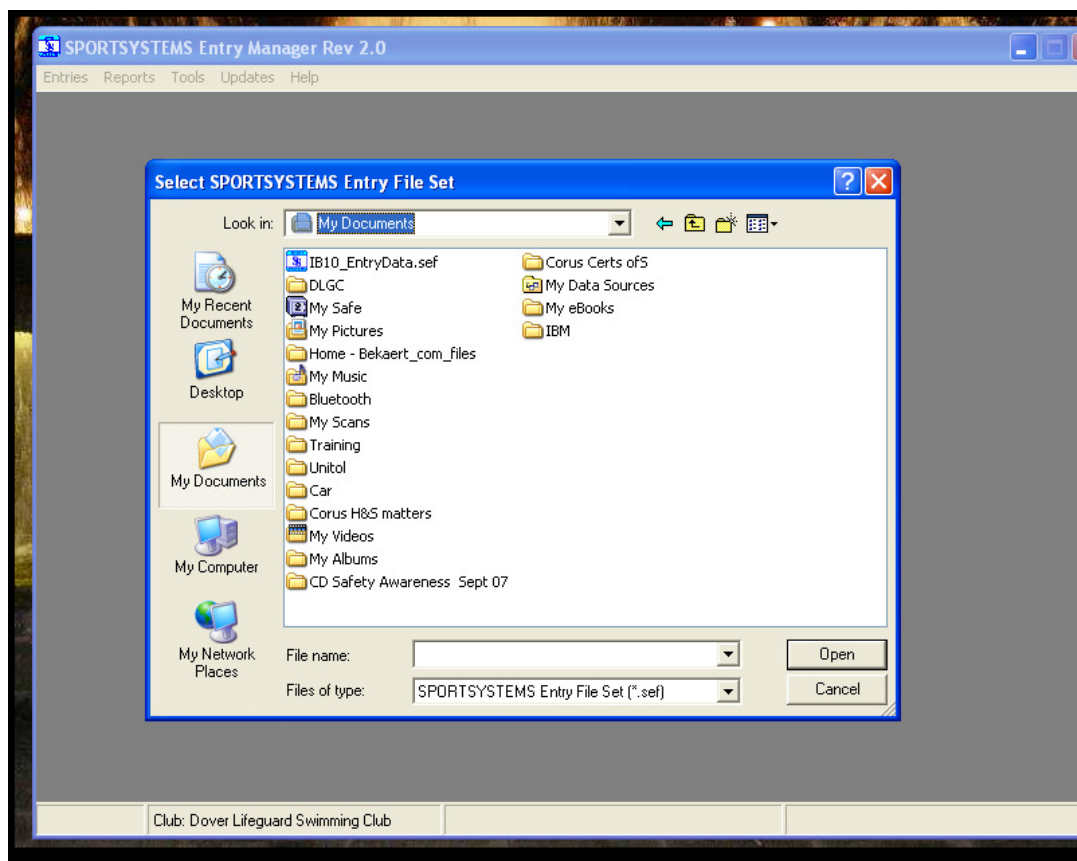 SPORTSYSTEMS Entry Manager Rev 2.0
Entries Reports Tools Updates Help
Select SPORTSYSTEMS Entry File Set
Look in: My Documents
My Recent
Documents
Desktop
My Documents
My Computer
My Network
Places
IB10_EntryData.sef
DLGC
My Safe
My Pictures
Home - Bekaert_com_files
My Music
Bluetooth
My Scans
Training
Unitol
Car
Corus H&S matters
My Videos
My Albums
CD Safety Awareness Sept 07
Corus Certs ofS
My Data Sources
My eBooks
IBM
File name:
Open
Files of type: SPORTSYSTEMS Entry File Set (*.sef)
Cancel
Club: Dover Lifeguard Swimming Club